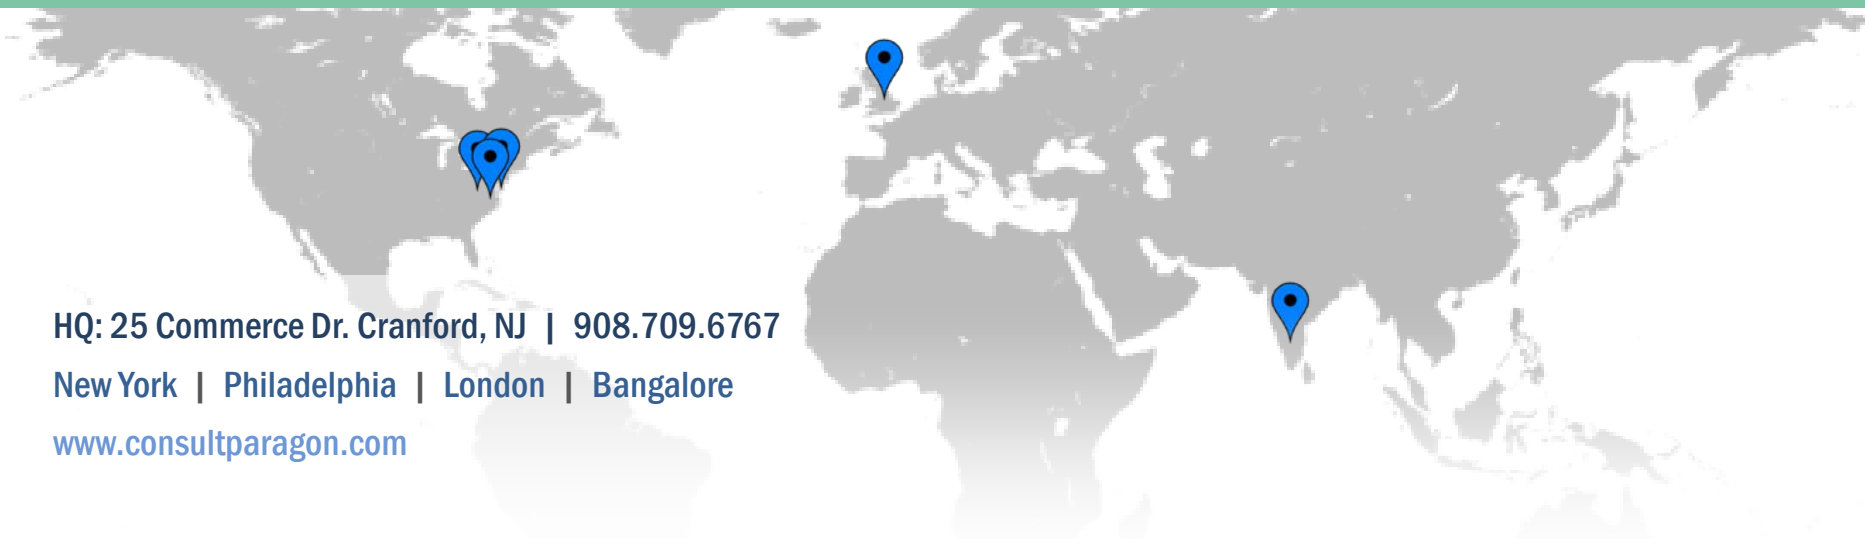 HQ: 25 Commerce Dr. Cranford, NJ | 908.709.6767
New York | Philadelphia | London | Bangalore
www.consultparagon.com